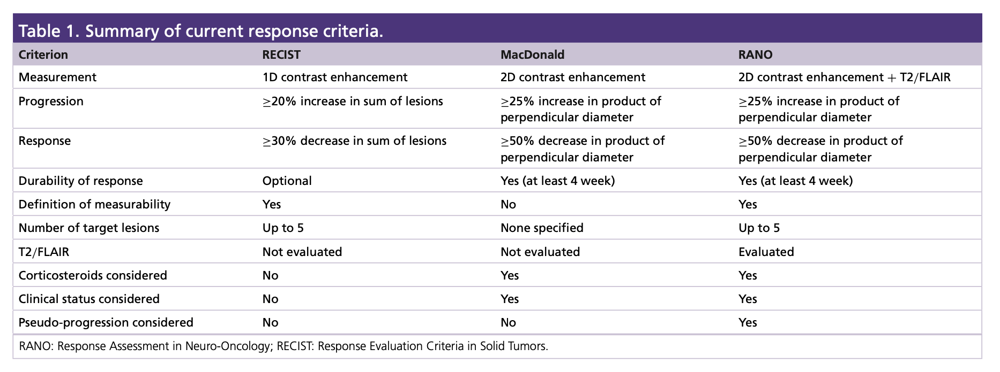 Table 1. Summary of current response criteria.
Criterion RECIST MacDonald RANO
Measurement 1D contrast enhancement 2D contrast enhancement 2D contrast enhancement + T2/FLAIR
Progression ≥20% increase in sum of lesions ≥25% increase in product of perpendicular diameter ≥25% increase in product of perpendicular diameter
Response ≥30% decrease in sum of lesions ≥50% decrease in product of perpendicular diameter ≥50% decrease in product of perpendicular diameter
Durability of response Optional Yes (at least 4 week) Yes (at least 4 week)
Definition of measurability Yes No Yes
Number of target lesions Up to 5 None specified Up to 5
T2/FLAIR Not evaluated Not evaluated Evaluated
Corticosteroids considered No Yes Yes
Clinical status considered No Yes Yes
Pseudo-progression considered No No Yes
RANO: Response Assessment in Neuro-Oncology; RECIST: Response Evaluation Criteria in Solid Tumors.